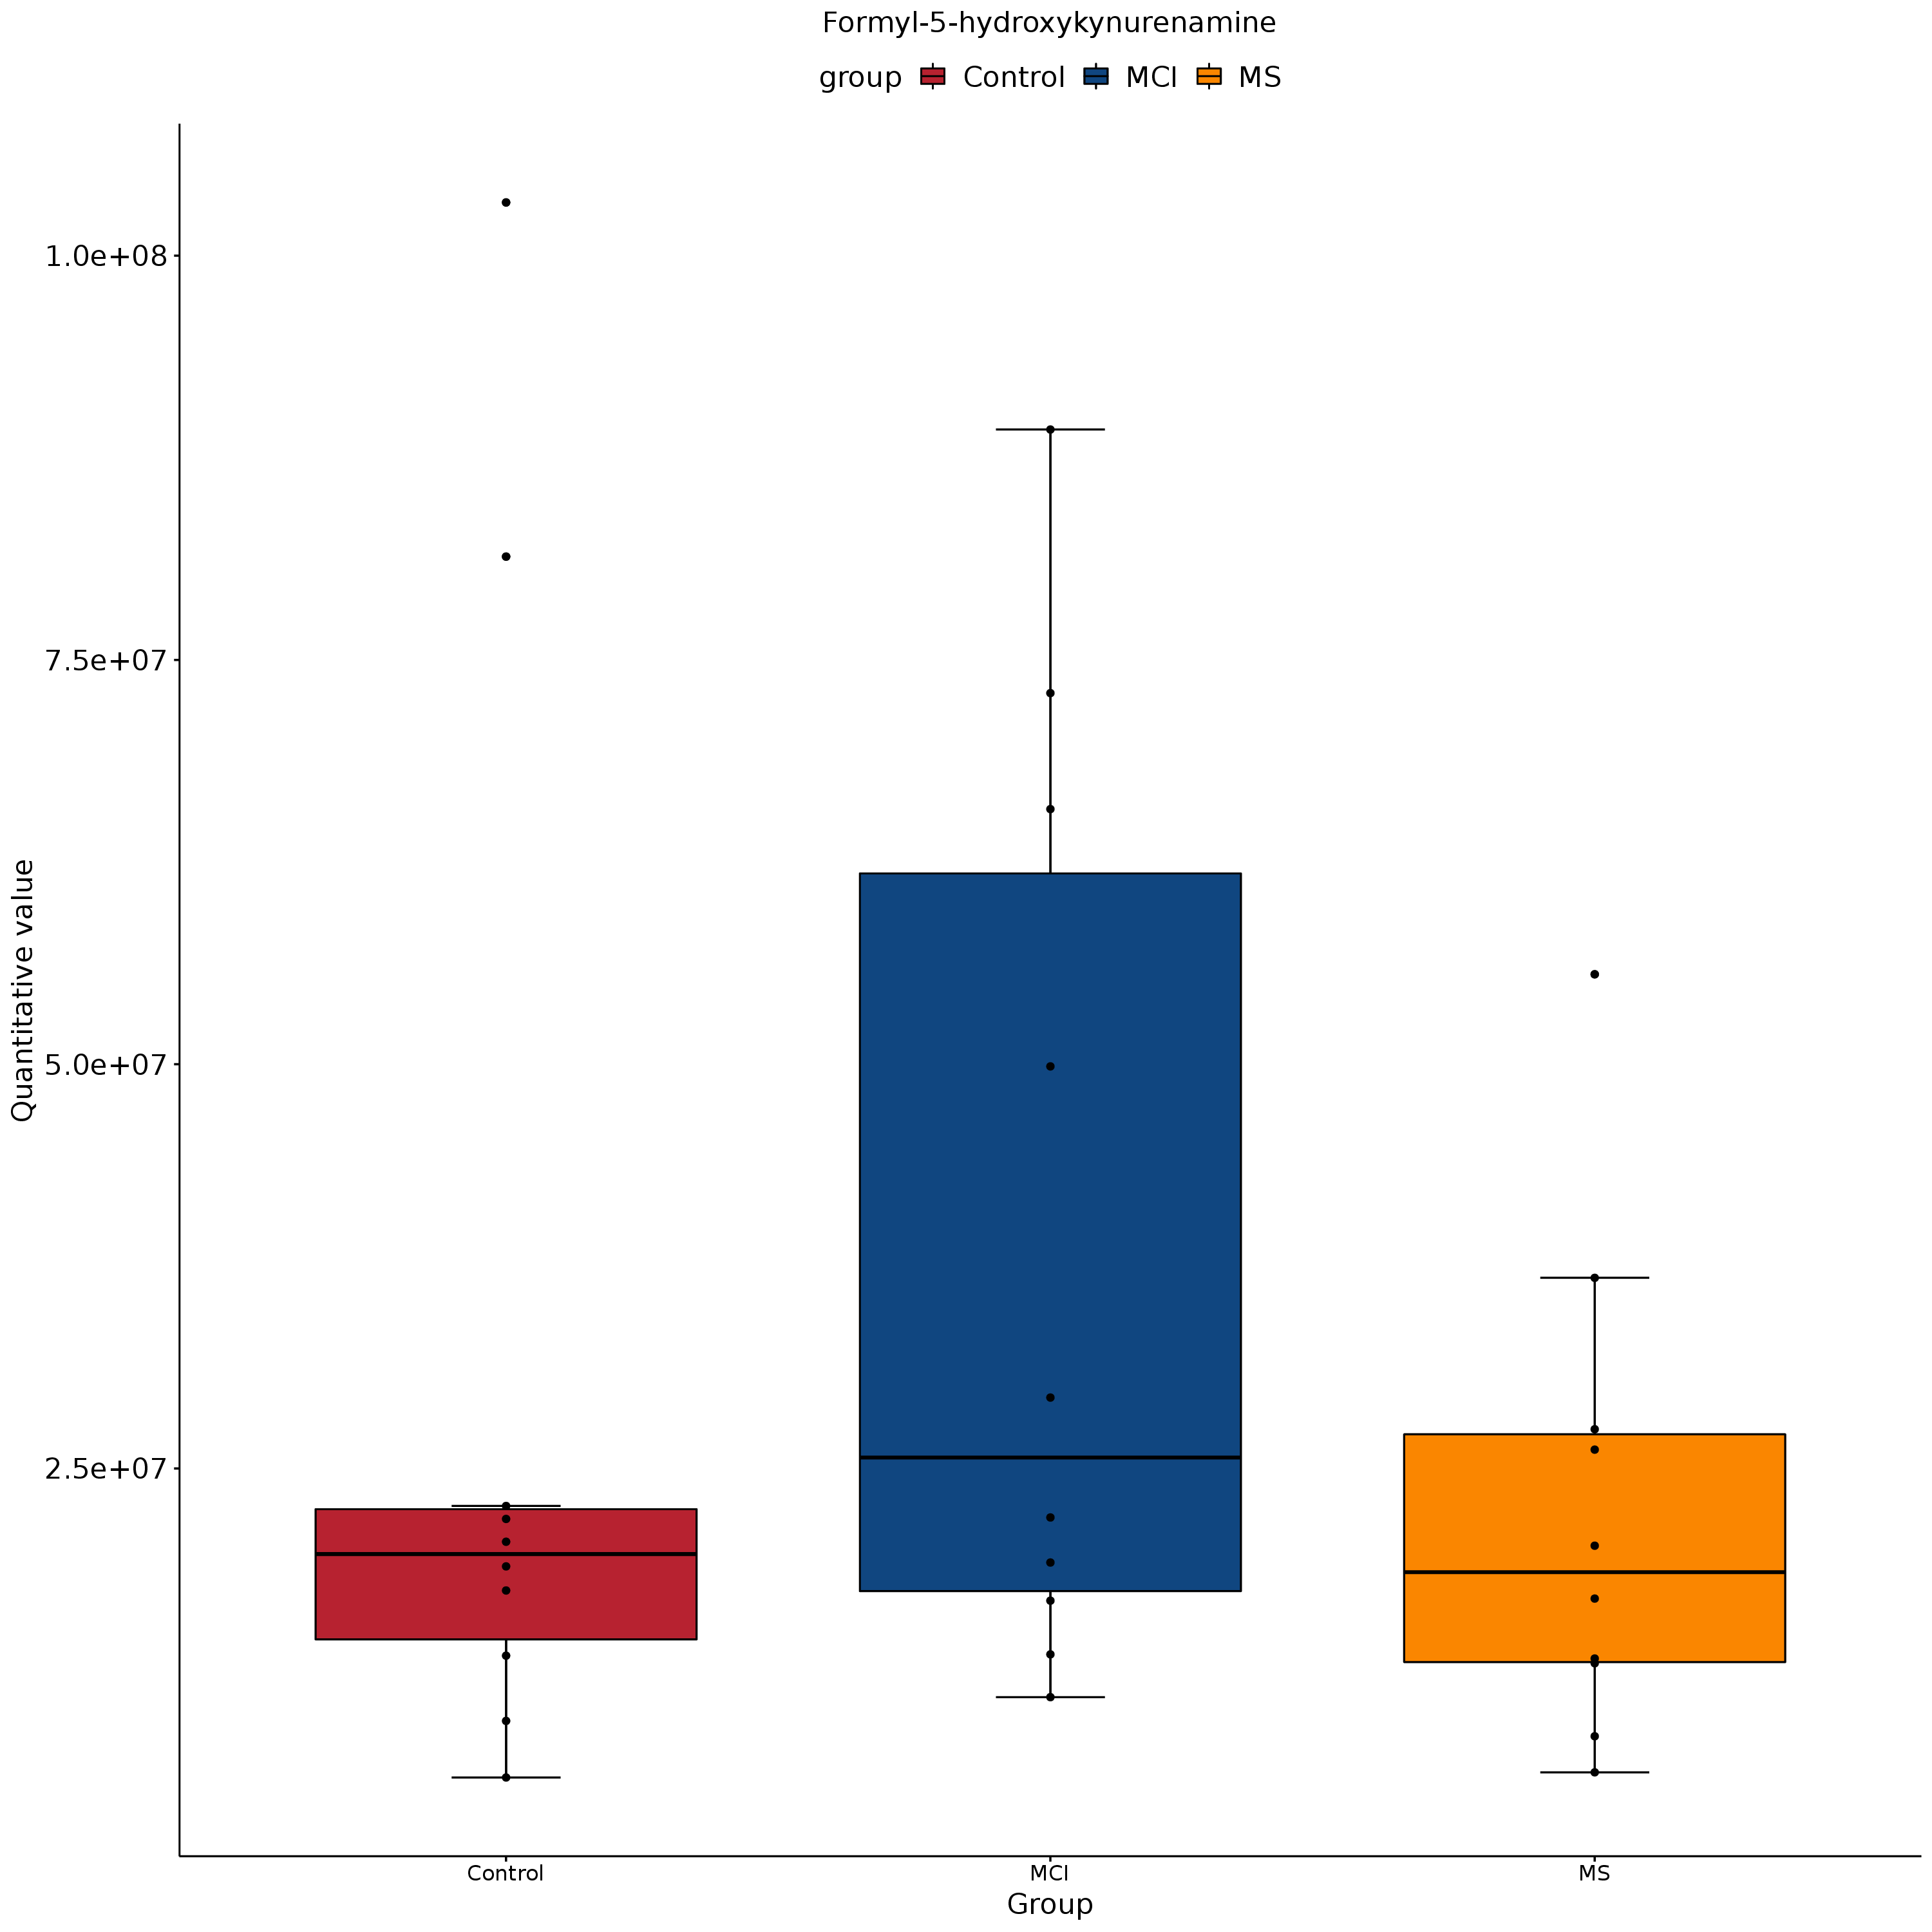 Formyl-5-hydroxykynurenamine
group Control MCI MS
1.0e+08
7.5e+07
5.0e+07
2.5e+07
Quantitative value
Control MCI MS
Group